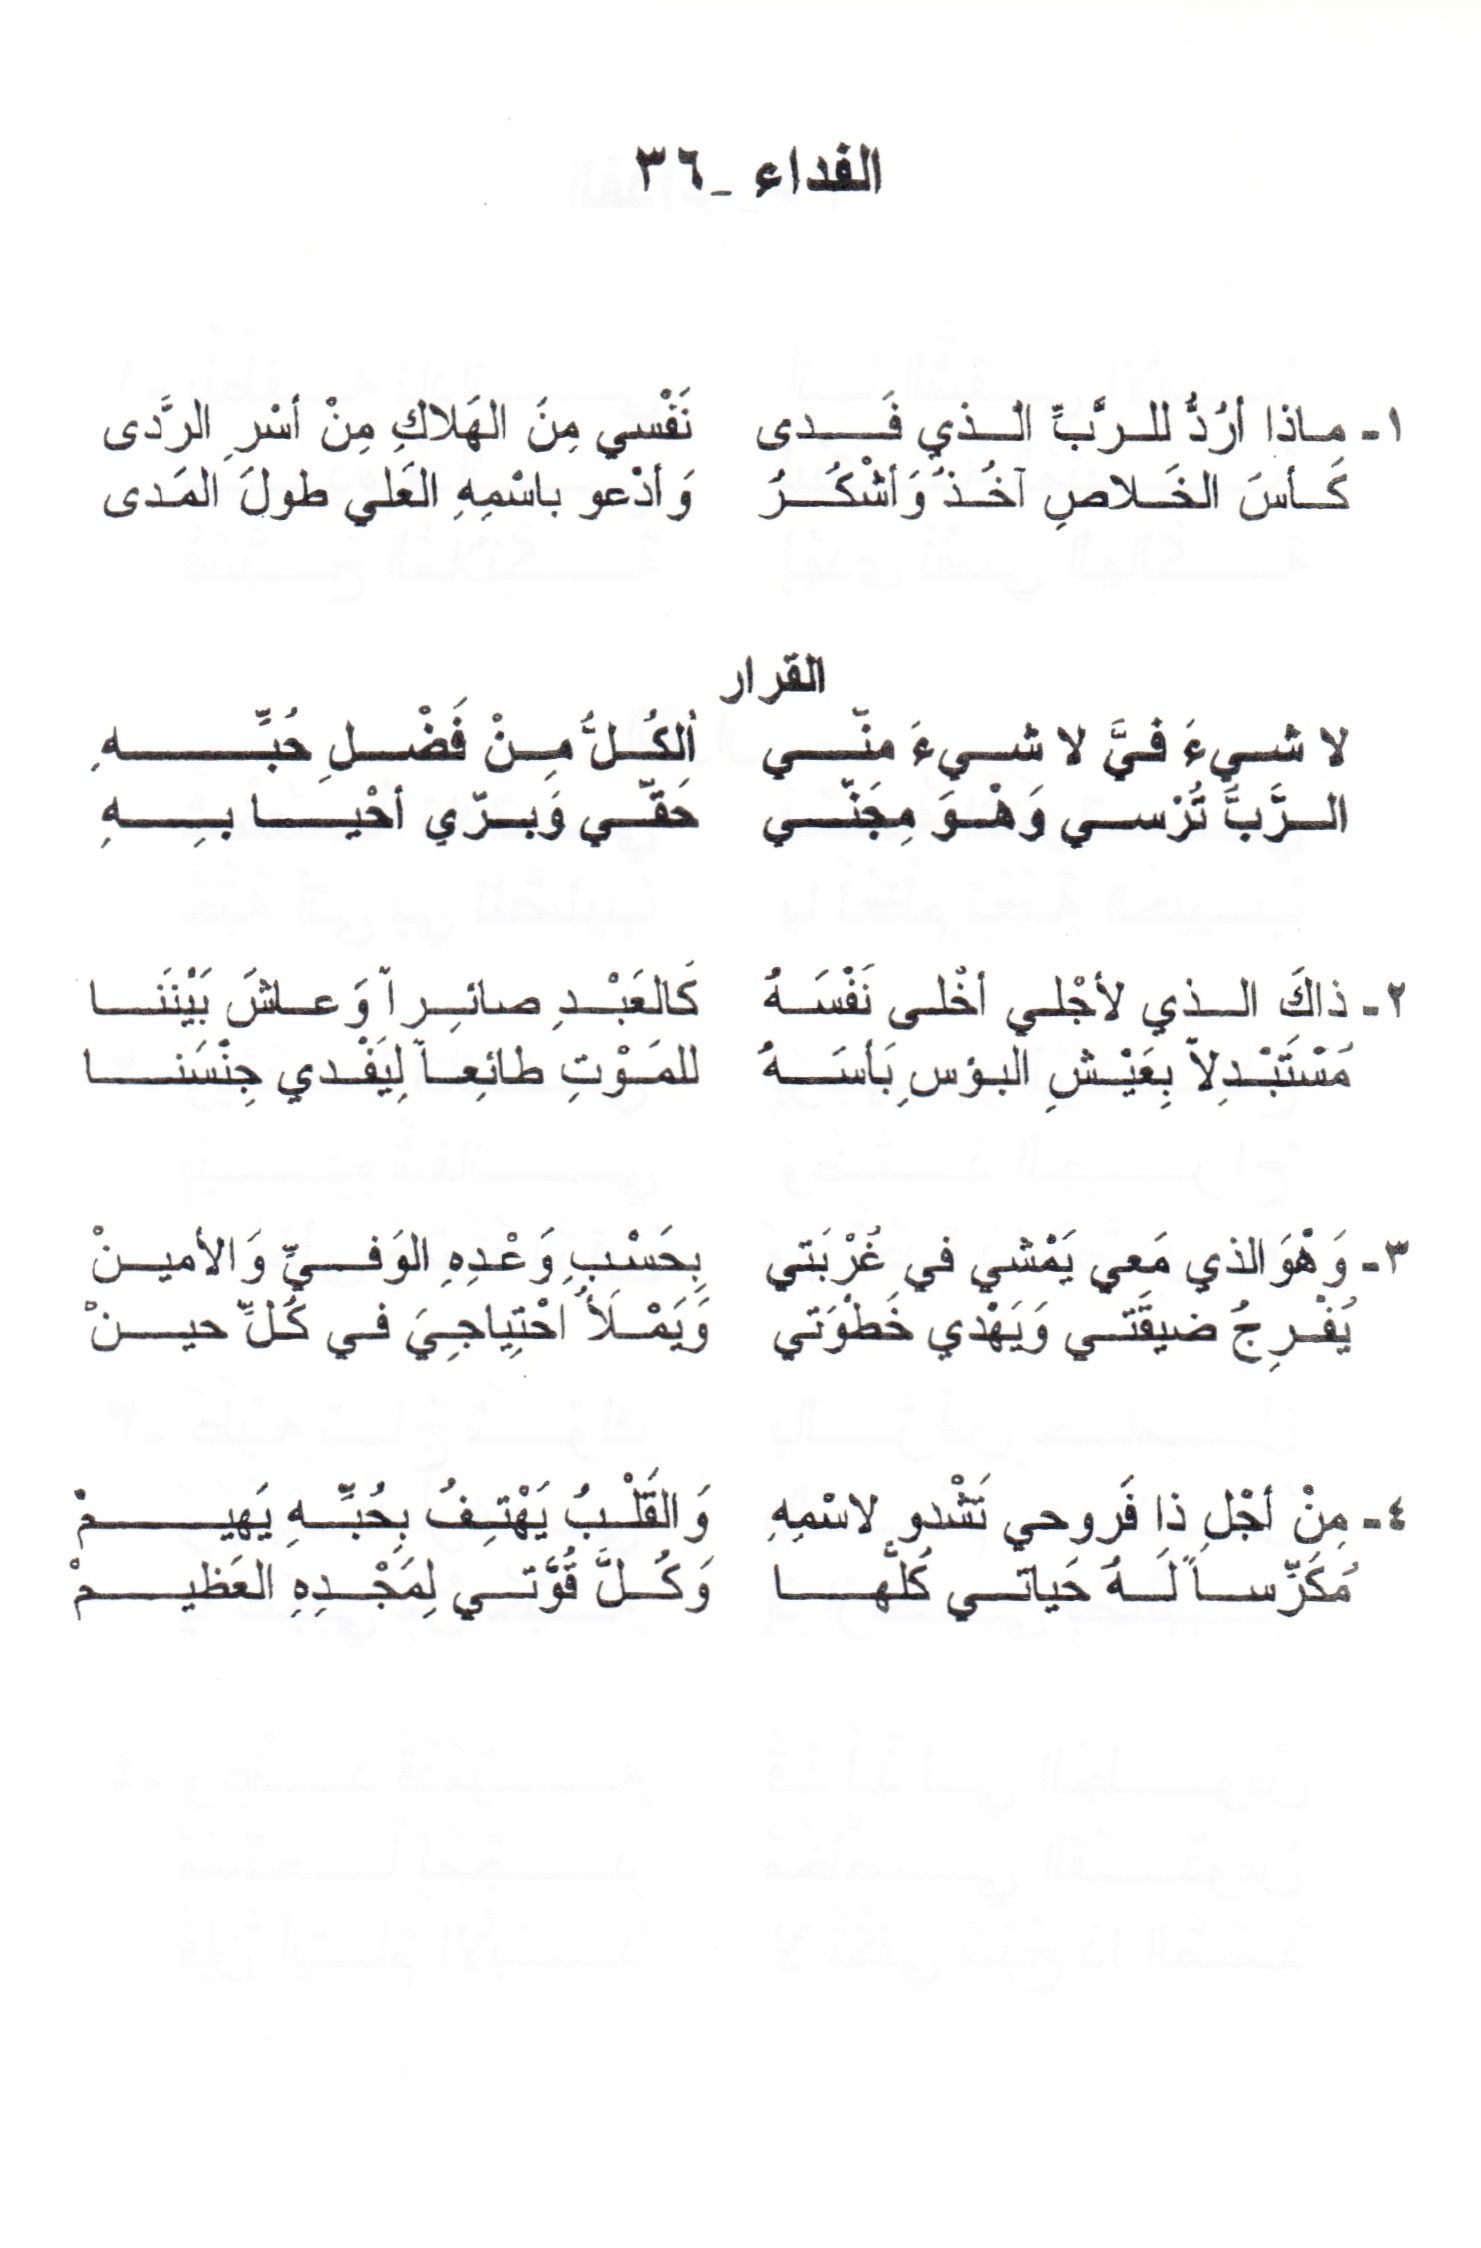 الفداء - ٣٦
١- ماذا أرُدُّ للرَّبِّ الذي فَدى نَفْسي مِنَ الهَلاكِ مِنْ أسْرِ الرَّدى
كَأسَ الخَلاصِ آخُذُ وَأشْكُرُ وَأدْعو باسْمِهِ العَلي طولَ المَدى
القرار
لا شيءَ فيَّ لا شيءَ منّي ألكُلُّ مِنْ فَضْلِ حُبِّهِ
الرَّبُّ تُرْسي وَهْوَ مِجَنّي حَقّي وَبرّي أحْيا بهِ
٢- ذاكَ الذي لأجْلي أخْلى نَفْسَهُ كَالعَبْدِ صائِراً وَعاشَ بَيْنَنا
مُسْتَبْدِلاً بِعَيْشِ البؤسِ بَأسَهُ للمَوْتِ طائِعاً لِيَفْدي جِنْسَنا
٣- وَهْوَ الذي مَعي يَمْشي في غُرْبَتي بِحَسْبِ وَعْدِهِ الوَفيِّ وَالأمينْ
يُفْرِجُ ضيقَتي وَيَهْدي خَطْوَتي وَيَمْلأُ احْتِياجِيَ في كُلِّ حينْ
٤- مِنْ أجْلِ ذا فَروحي تَشْدو لاسْمِهِ وَالقَلْبُ يَهْتِفُ بِحُبِّهِ يَهيمْ
مُكَرِّساً لَهُ حَياتي كُلَّها وَكُلَّ قُوَّتي لِمَجْدِهِ العَظيمْ